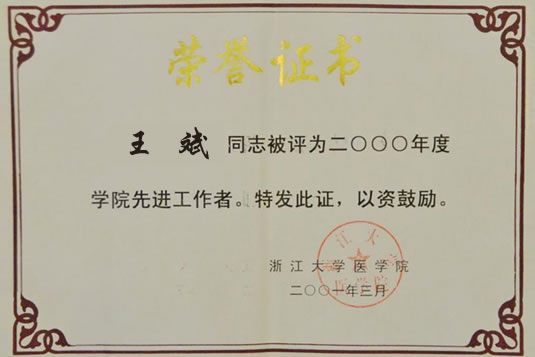 荣誉证书
王斌 同志被评为二〇〇〇年度
学院先进工作者。特发此证，以资鼓励。
浙江大学医学院
二〇〇一年三月